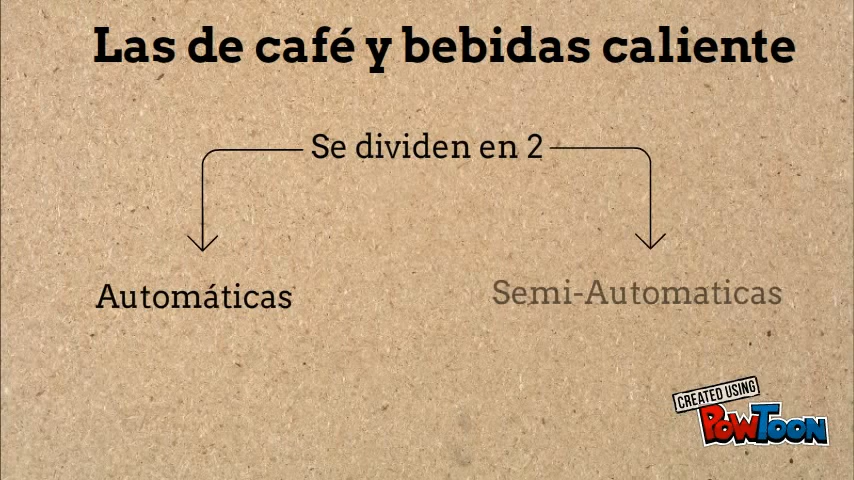 Las de café y bebidas caliente
Se dividen en 2
Automáticas
Semi-Automaticas
CREATED USING
POWTOON